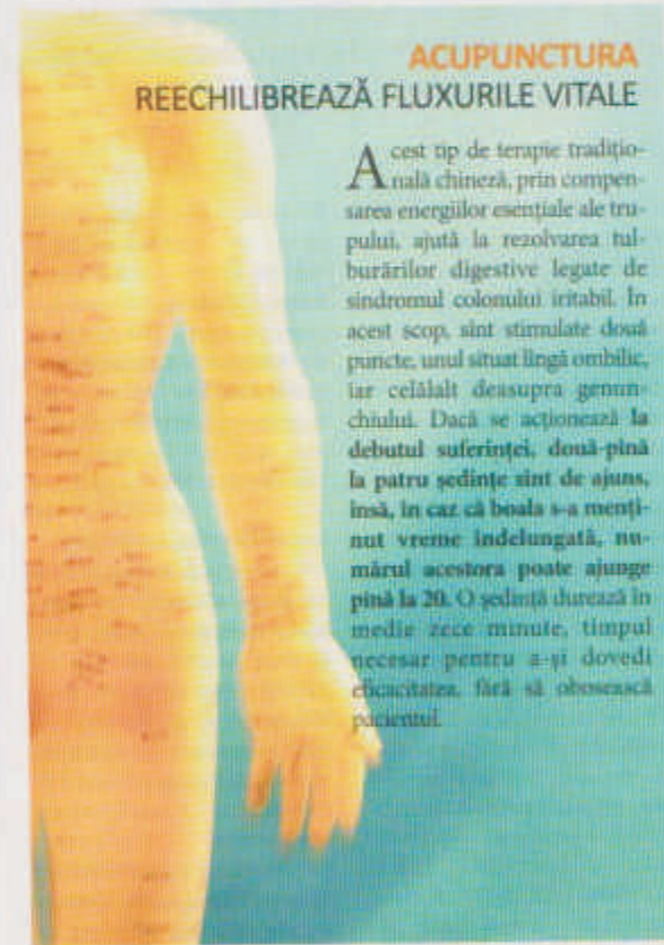 ACUPUNCTURA
REECHILIBREAZĂ FLUXURILE VITALE
Acest tip de terapie tradițio-
nală chineză, prin compen-
sarea energiilor esențiale ale tru-
pului, ajută la rezolvarea tul-
burărilor digestive legate de
sindromul colonului iritabil. În
acest scop, sînt stimulate două
puncte, unul situat lîngă ombilic,
iar celălalt deasupra genun-
chiului. Dacă se acționează la
debutul suferinței, două-pînă
la patru ședințe sînt de ajuns,
însă, în caz că boala s-a menți-
nut vreme îndelungată, nu-
mărul acestora poate ajunge
pînă la 20. O ședință durează în
medie zece minute, timpul
necesar pentru a-și dovedi
eficacitatea, fără să obosească
pacientul.